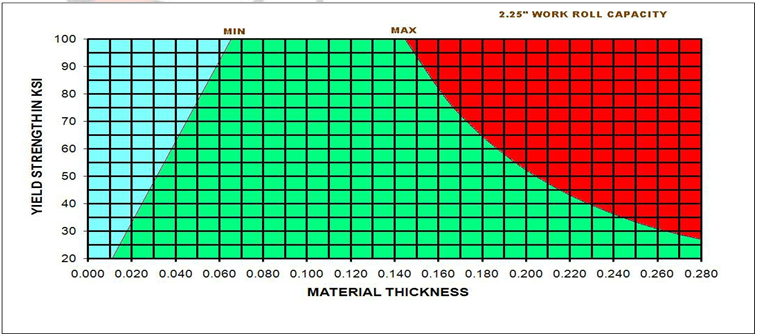 2.25" WORK ROLL CAPACITY
MIN MAX
100
90
80
70
60
50
40
30
20
YIELD STRENGTH IN KSI
0.000 0.020 0.040 0.060 0.080 0.100 0.120 0.140 0.160 0.180 0.200 0.220 0.240 0.260 0.280
MATERIAL THICKNESS